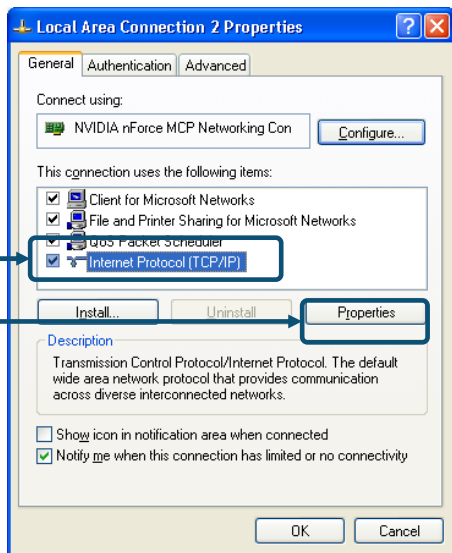 Local Area Connection 2 Properties
General Authentication Advanced
Connect using:
NVIDIA nForce MCP Networking Con Configure...
This connection uses the following items:
Client for Microsoft Networks
File and Printer Sharing for Microsoft Networks
QoS Packet Scheduler
Internet Protocol (TCP/IP)
Install... Uninstall Properties
Description
Transmission Control Protocol/Internet Protocol. The default
wide area network protocol that provides communication
across diverse interconnected networks.
Show icon in notification area when connected
Notify me when this connection has limited or no connectivity
OK Cancel